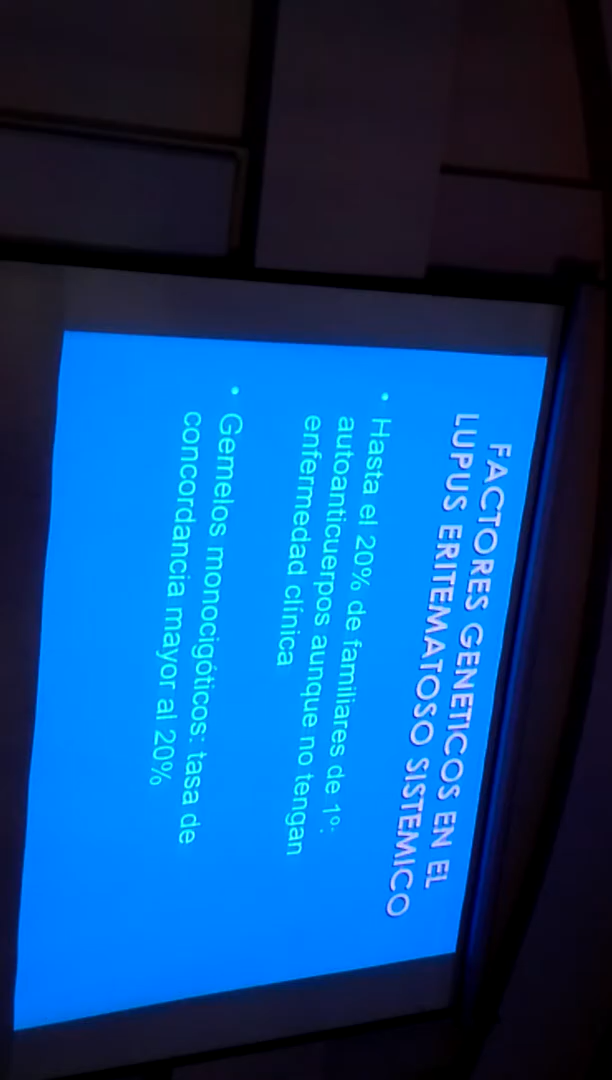 FACTORES GENETICOS EN EL
LUPUS ERITEMATOSO SISTEMICO
• Hasta el 20% de familiares de 1º:
autoanticuerpos aunque no tengan
enfermedad clínica
• Gemelos monocigóticos: tasa de
concordancia mayor al 20%